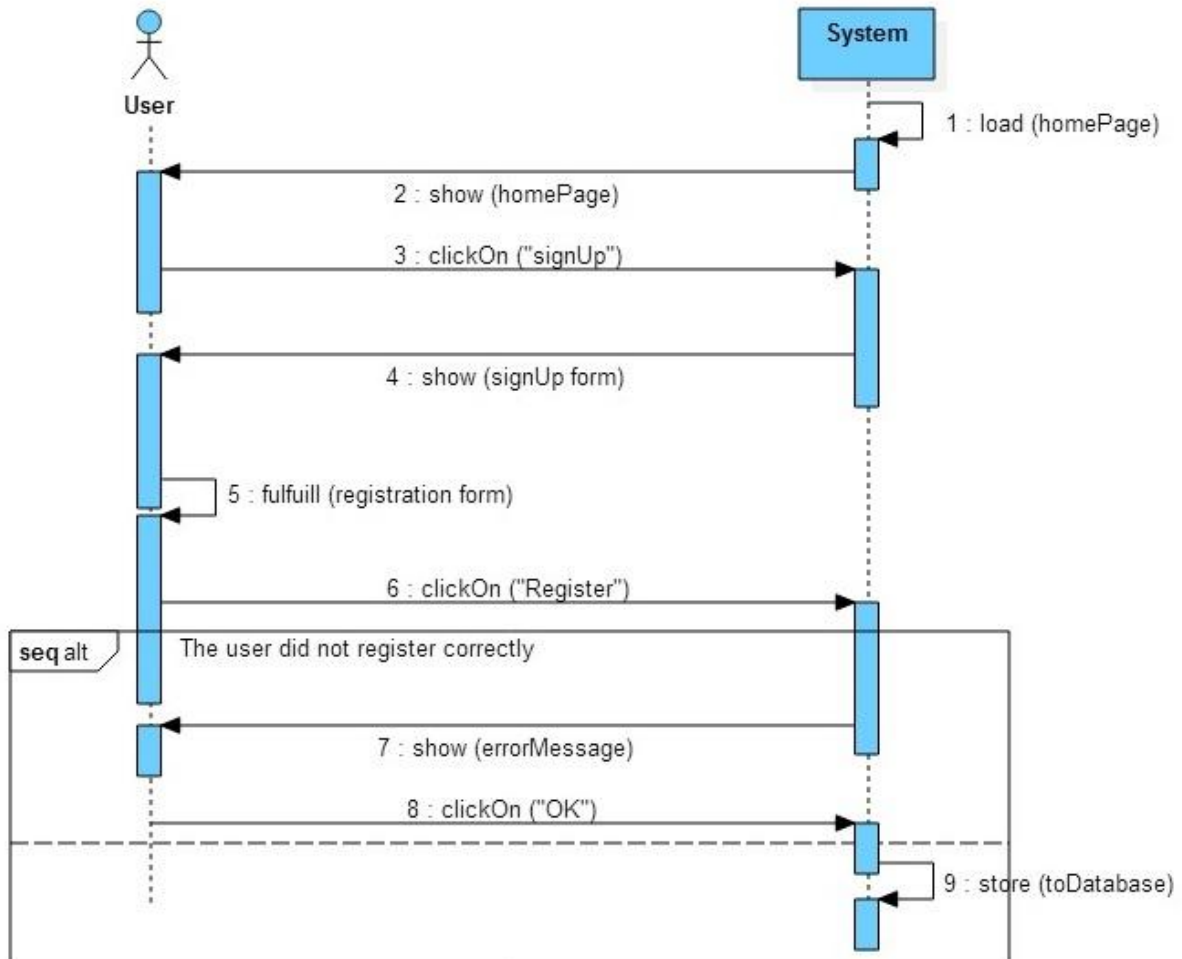 System
User
1 : load (homePage)
2 : show (homePage)
3 : clickOn ("signUp")
4 : show (signUp form)
5 : fulfuill (registration form)
6 : clickOn ("Register")
seq alt
The user did not register correctly
7 : show (errorMessage)
8 : clickOn ("OK")
9 : store (toDatabase)